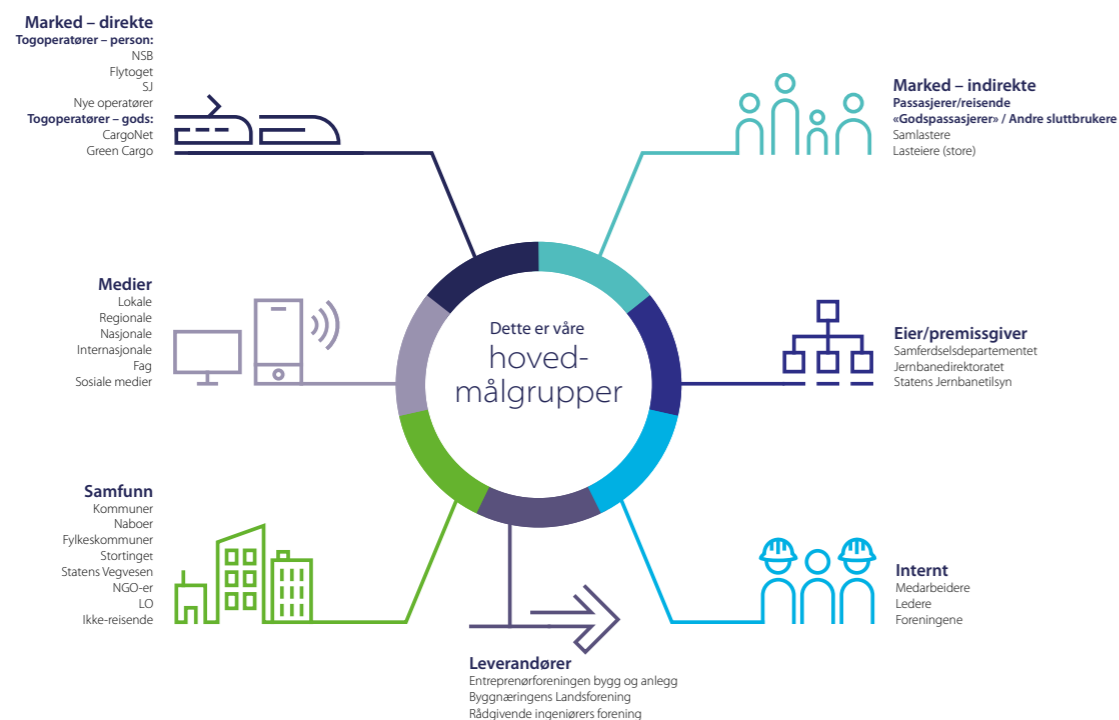 Marked – direkte
Togoperatører – person:
NSB
Flytoget
SJ
Nye operatører
Togoperatører – gods:
CargoNet
Green Cargo
Marked – indirekte
Passasjerer/reisende
«Godspassasjerer» / Andre sluttbrukere
Samlastere
Lasteiere (store)
Medier
Lokale
Regionale
Nasjonale
Internasjonale
Fag
Sosiale medier
Dette er våre
hoved-
målgrupper
Eier/premissgiver
Samferdselsdepartementet
Jernbanedirektoratet
Statens Jernbanetilsyn
Samfunn
Kommuner
Naboer
Fylkeskommuner
Stortinget
Statens Vegvesen
NGO-er
LO
Ikke-reisende
Internt
Medarbeidere
Ledere
Foreningene
Leverandører
Entreprenørforeningen bygg og anlegg
Byggnæringens Landsforening
Rådgivende ingeniørers forening